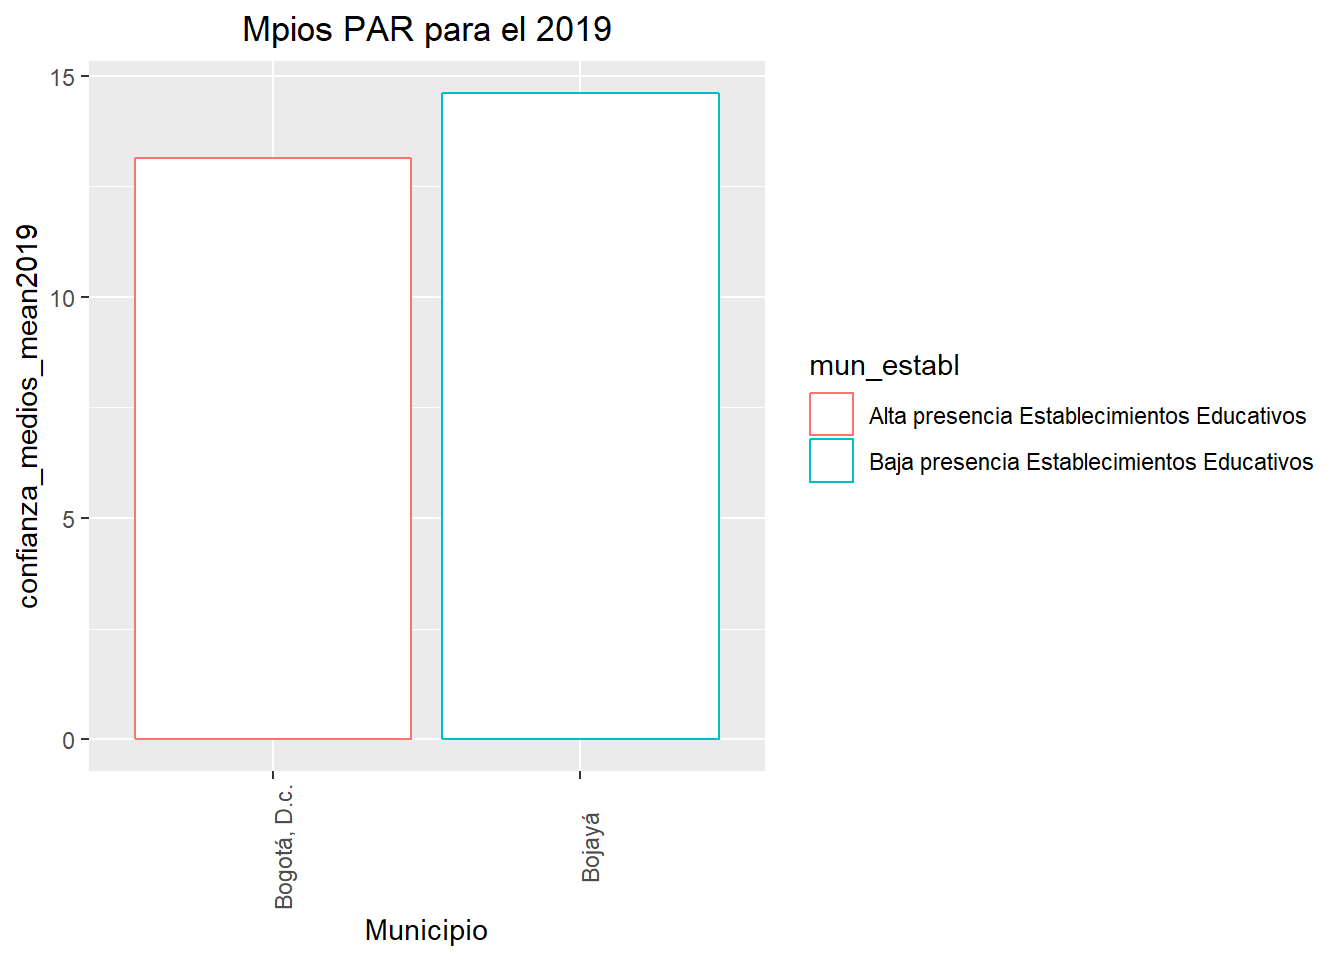 Mpios PAR para el 2019
confianza_medios_mean2019
15
10
5
0
Bogotá, D.c.
Bojayá
Municipio
mun_establ
Alta presencia Establecimientos Educativos
Baja presencia Establecimientos Educativos